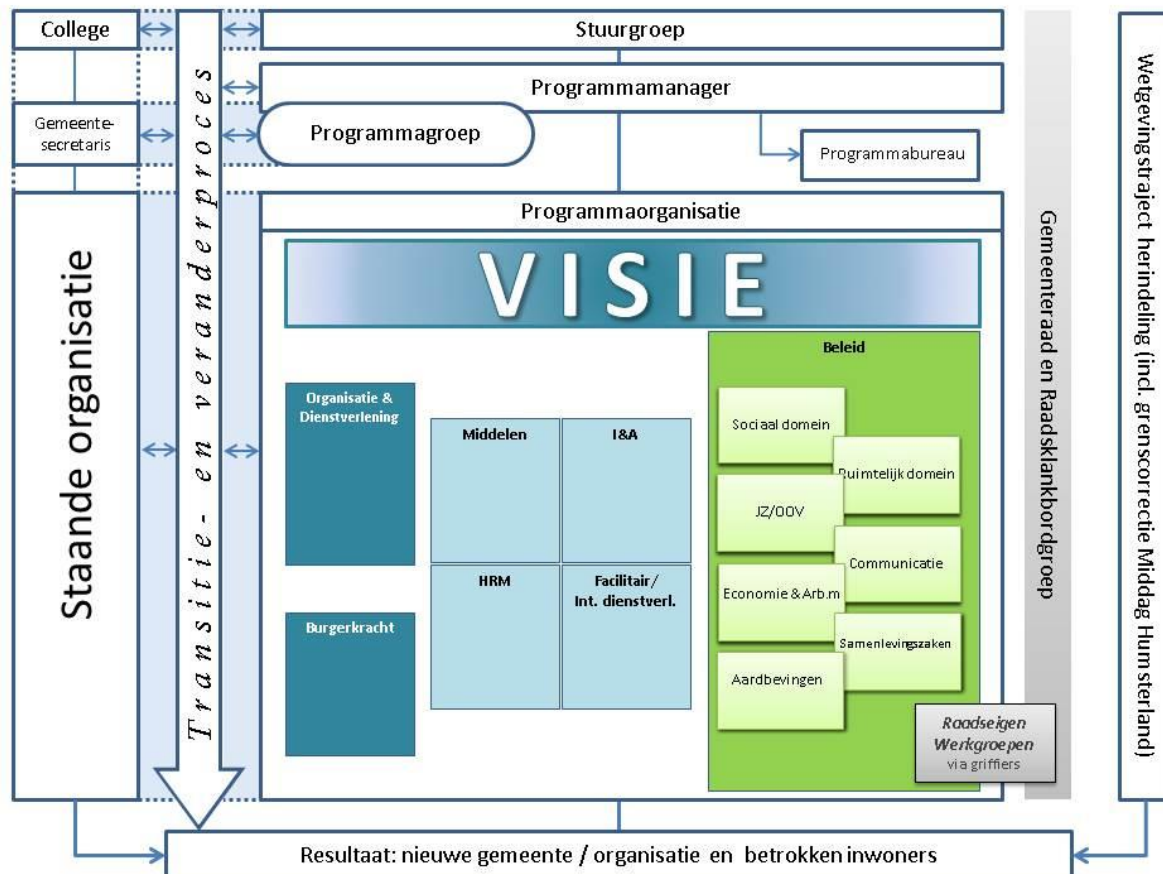 College
Stuurgroep
Programmamanager
Gemeente-
secretaris
Programmagroep
Programmabureau
Transitie- en veranderproces
Staande organisatie
Programmaorganisatie
VISIE
Organisatie &
Dienstverlening
Burgerkracht
Middelen
I&A
HRM
Facilitair/
Int. dienstverl.
Beleid
Sociaal domein
Ruimtelijk domein
JZ/OOV
Communicatie
Economie & Arb.m
Samenlevingszaken
Aardbevingen
Raadseigen
Werkgroepen
via griffiers
Gemeenteraad en Raadsklankbordgroep
Wetgevingstraject herindeling (incl. grenscorrectie Middag Humsterland)
Resultaat: nieuwe gemeente / organisatie en betrokken inwoners